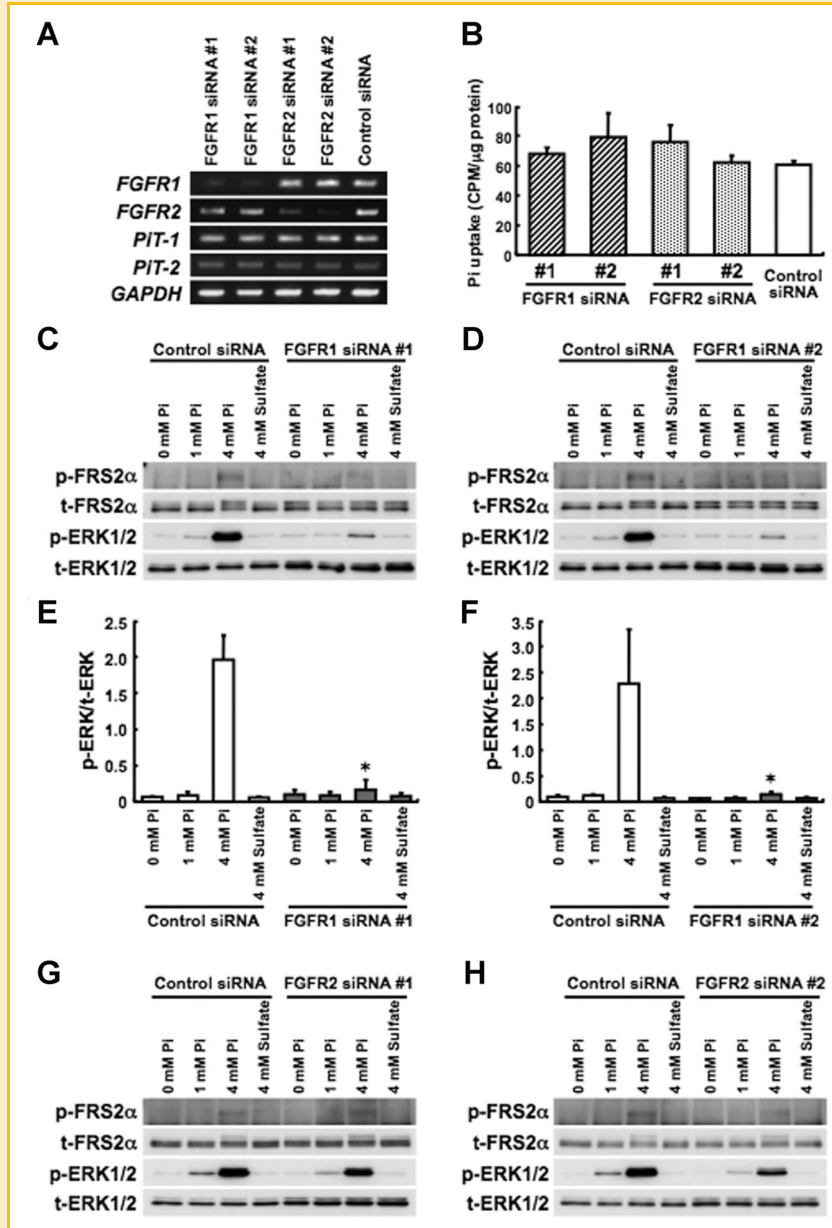 A
FGFR1 siRNA #1
FGFR1 siRNA #2
FGFR2 siRNA #1
FGFR2 siRNA #2
Control siRNA
FGFR1
FGFR2
PiT-1
PiT-2
GAPDH
B
Pi uptake (CPM/μg protein)
100
80
60
40
20
0
#1 #2 #1 #2
FGFR1 siRNA FGFR2 siRNA Control siRNA
C
Control siRNA FGFR1 siRNA #1
0 mM Pi
1 mM Pi
4 mM Pi
4 mM Sulfate
0 mM Pi
1 mM Pi
4 mM Pi
4 mM Sulfate
p-FRS2α
t-FRS2α
p-ERK1/2
t-ERK1/2
D
Control siRNA FGFR1 siRNA #2
0 mM Pi
1 mM Pi
4 mM Pi
4 mM Sulfate
0 mM Pi
1 mM Pi
4 mM Pi
4 mM Sulfate
p-FRS2α
t-FRS2α
p-ERK1/2
t-ERK1/2
E
p-ERK/t-ERK
2.5
2.0
1.5
1.0
0.5
0
*
0 mM Pi
1 mM Pi
4 mM Pi
4 mM Sulfate
0 mM Pi
1 mM Pi
4 mM Pi
4 mM Sulfate
Control siRNA FGFR1 siRNA #1
F
p-ERK/t-ERK
3.5
3.0
2.5
2.0
1.5
1.0
0.5
0
*
0 mM Pi
1 mM Pi
4 mM Pi
4 mM Sulfate
0 mM Pi
1 mM Pi
4 mM Pi
4 mM Sulfate
Control siRNA FGFR1 siRNA #2
G
Control siRNA FGFR2 siRNA #1
0 mM Pi
1 mM Pi
4 mM Pi
4 mM Sulfate
0 mM Pi
1 mM Pi
4 mM Pi
4 mM Sulfate
p-FRS2α
t-FRS2α
p-ERK1/2
t-ERK1/2
H
Control siRNA FGFR2 siRNA #2
0 mM Pi
1 mM Pi
4 mM Pi
4 mM Sulfate
0 mM Pi
1 mM Pi
4 mM Pi
4 mM Sulfate
p-FRS2α
t-FRS2α
p-ERK1/2
t-ERK1/2